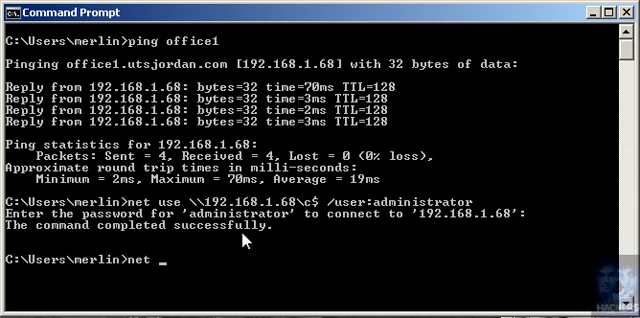 Command Prompt
C:\Users\merlin>ping office1
Pinging office1.utsjordan.com [192.168.1.68] with 32 bytes of data:
Reply from 192.168.1.68: bytes=32 time=70ms TTL=128
Reply from 192.168.1.68: bytes=32 time=3ms TTL=128
Reply from 192.168.1.68: bytes=32 time=2ms TTL=128
Reply from 192.168.1.68: bytes=32 time=3ms TTL=128
Ping statistics for 192.168.1.68:
Packets: Sent = 4, Received = 4, Lost = 0 (0% loss),
Approximate round trip times in milli-seconds:
Minimum = 2ms, Maximum = 70ms, Average = 19ms
C:\Users\merlin>net use \\192.168.1.68\c$ /user:administrator
Enter the password for 'administrator' to connect to '192.168.1.68':
The command completed successfully.
C:\Users\merlin>net _